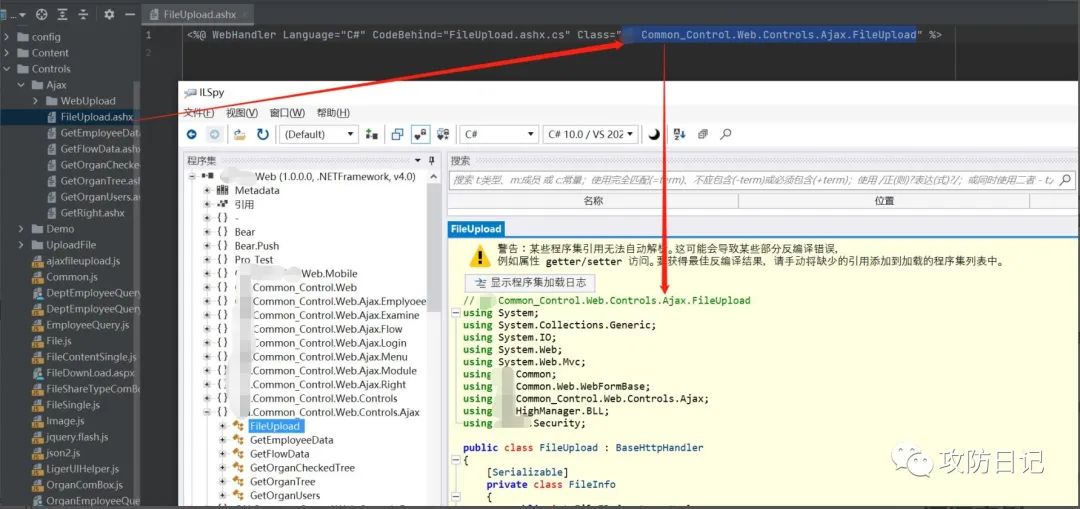 FileUpload.ashx
config
Content
Controls
Ajax
WebUpload
FileUpload.ashx
GetEmployeeData
GetFlowData.ash
GetOrganChecke
GetOrganTree.as
GetOrganUsers.a
GetRight.ashx
Demo
UploadFile
ajaxfileupload.js
Common.js
DeptEmployeeQue
DeptEmployeeQue
EmployeeQuery.js
File.js
FileContentSingle.js
FileDownLoad.aspx
FileShareTypeComBo
FileSingle.js
Image.js
jquery.flash.js
json2.js
LigerUIHelper.js
OrganComBox.js
OrganEmployeeQue
1
<%@ WebHandler Language="C#" CodeBehind="FileUpload.ashx.cs" Class=" Common_Control.Web.Controls.Ajax.FileUpload" %>
ILSpy
文件(F) 视图(V) 窗口(W) 帮助(H)
(Default) C# C# 10.0 / VS 202
程序集
Web (1.0.0.0, .NETFramework, v4.0)
Metadata
引用
{} -
{} Bear
{} Bear.Push
{} Pro_Test
{} Web.Mobile
{} .Common_Control.Web
{} .Common_Control.Web.Ajax.Employee
{} .Common_Control.Web.Ajax.Examine
{} .Common_Control.Web.Ajax.Flow
{} .Common_Control.Web.Ajax.Login
{} .Common_Control.Web.Ajax.Menu
{} .Common_Control.Web.Ajax.Module
{} .Common_Control.Web.Ajax.Right
{} .Common_Control.Web.Controls
{} .Common_Control.Web.Controls.Ajax
FileUpload
GetEmployeeData
GetFlowData
GetOrganCheckedTree
GetOrganTree
GetOrganUsers
搜索
搜索 t:类型、m:成员 或 c:常量；使用完全匹配(=term)、不应包含(-term)或必须包含(+term)；使用 /正(则)?表达(式)?/；或同时使用二者 - t:/
名称 位置
FileUpload
警告：某些程序集引用无法自动解析。这可能会导致某些部分反编译错误，
例如属性 getter/setter 访问。要获得最佳反编译结果，请手动将缺少的引用添加到加载的程序集列表中。
显示程序集加载日志
// Common_Control.Web.Controls.Ajax.FileUpload
using System;
using System.Collections.Generic;
using System.IO;
using System.Web;
using System.Web.Mvc;
using Common;
using Common.Web.WebFormBase;
using Common_Control.Web.Controls.Ajax;
using HighManager.BLL;
using .Security;
public class FileUpload : BaseHttpHandler
{
[Serializable]
private class FileInfo
{
攻防日记